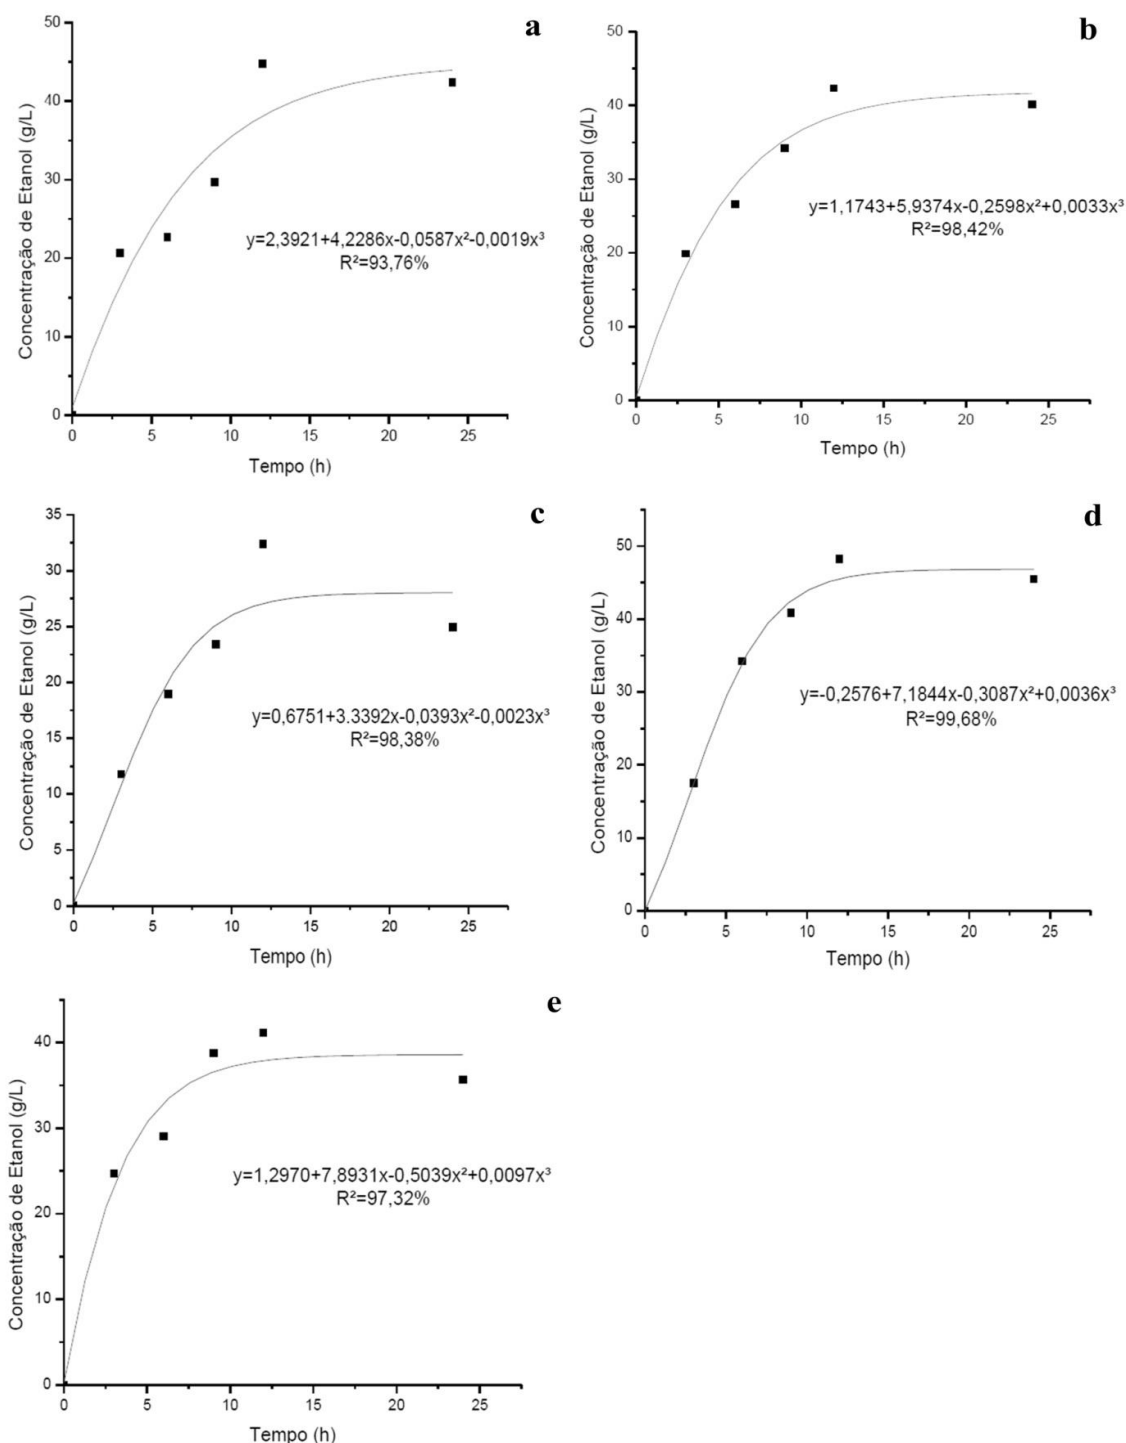 a
50
40
30
20
10
0
Concentração de Etanol (g/L)
y=2,3921+4,2286x-0,0587x²-0,0019x³
R²=93,76%
0 5 10 15 20 25
Tempo (h)
b
50
40
30
20
10
0
Concentração de Etanol (g/L)
y=1,1743+5,9374x-0,2598x²+0,0033x³
R²=98,42%
0 5 10 15 20 25
Tempo (h)
c
35
30
25
20
15
10
5
0
Concentração de Etanol (g/L)
y=0,6751+3.3392x-0,0393x²-0,0023x³
R²=98,38%
0 5 10 15 20 25
Tempo (h)
d
50
40
30
20
10
0
Concentração de Etanol (g/L)
y=-0,2576+7,1844x-0,3087x²+0,0036x³
R²=99,68%
0 5 10 15 20 25
Tempo (h)
e
40
30
20
10
0
Concentração de Etanol (g/L)
y=1,2970+7,8931x-0,5039x²+0,0097x³
R²=97,32%
0 5 10 15 20 25
Tempo (h)